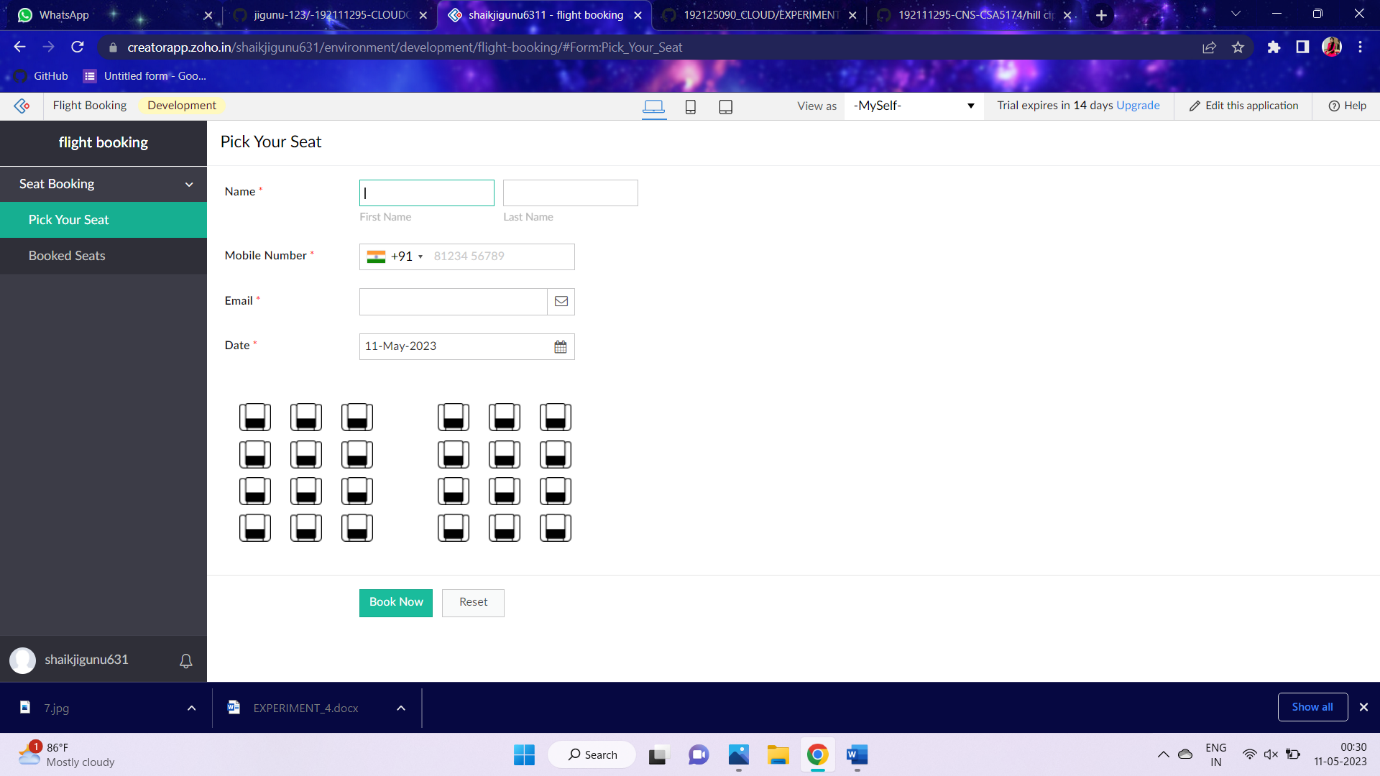 WhatsApp
jigunu-123/-192111295-CLOUDC
shaikjigunu6311 - flight booking
192125090_CLOUD/EXPERIMENT
192111295-CNS-CSA5174/hill cip
creatorapp.zoho.in/shaikjigunu631/environment/development/flight-booking/#Form:Pick_Your_Seat
GitHub
Untitled form - Goo...
Flight Booking
Development
View as
-MySelf-
Trial expires in 14 days Upgrade
Edit this application
Help
flight booking
Pick Your Seat
Seat Booking
Pick Your Seat
Booked Seats
Name *
First Name
Last Name
Mobile Number *
+91
81234 56789
Email *
Date *
11-May-2023
Book Now
Reset
shaikjigunu631
7.jpg
EXPERIMENT_4.docx
Show all
1
86°F
Mostly cloudy
Search
ENG
IN
00:30
11-05-2023